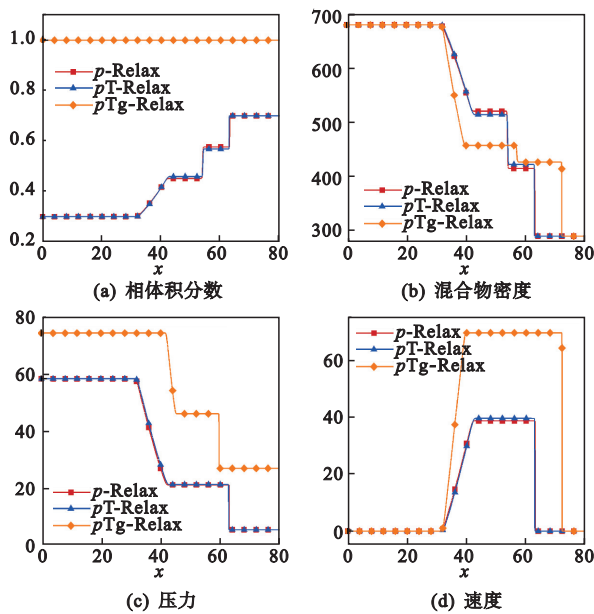 1.0
0.8
0.6
0.4
0.2
p-Relax
pT-Relax
pTg-Relax
0 20 40 60 80
x
(a) 相体积分数
700
600
500
400
300
p-Relax
pT-Relax
pTg-Relax
0 20 40 60 80
x
(b) 混合物密度
80
60
40
20
0
p-Relax
pT-Relax
pTg-Relax
0 20 40 60 80
x
(c) 压力
60
40
20
0
p-Relax
pT-Relax
pTg-Relax
0 20 40 60 80
x
(d) 速度